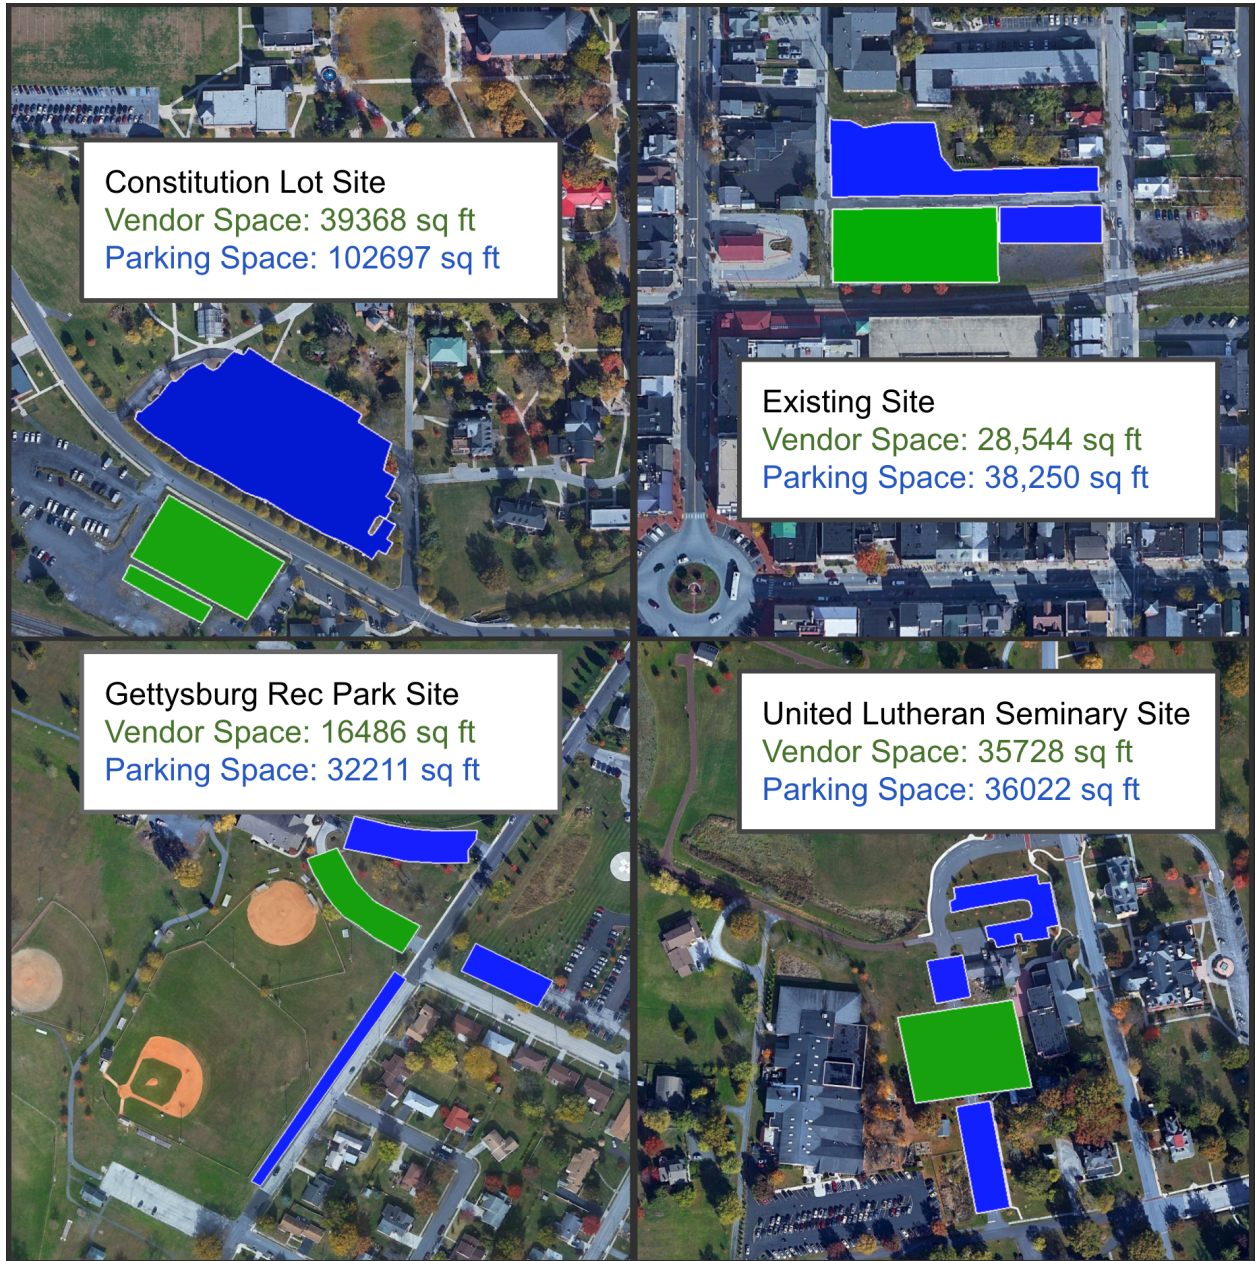 Constitution Lot Site
Vendor Space: 39368 sq ft
Parking Space: 102697 sq ft
Existing Site
Vendor Space: 28,544 sq ft
Parking Space: 38,250 sq ft
Gettysburg Rec Park Site
Vendor Space: 16486 sq ft
Parking Space: 32211 sq ft
United Lutheran Seminary Site
Vendor Space: 35728 sq ft
Parking Space: 36022 sq ft